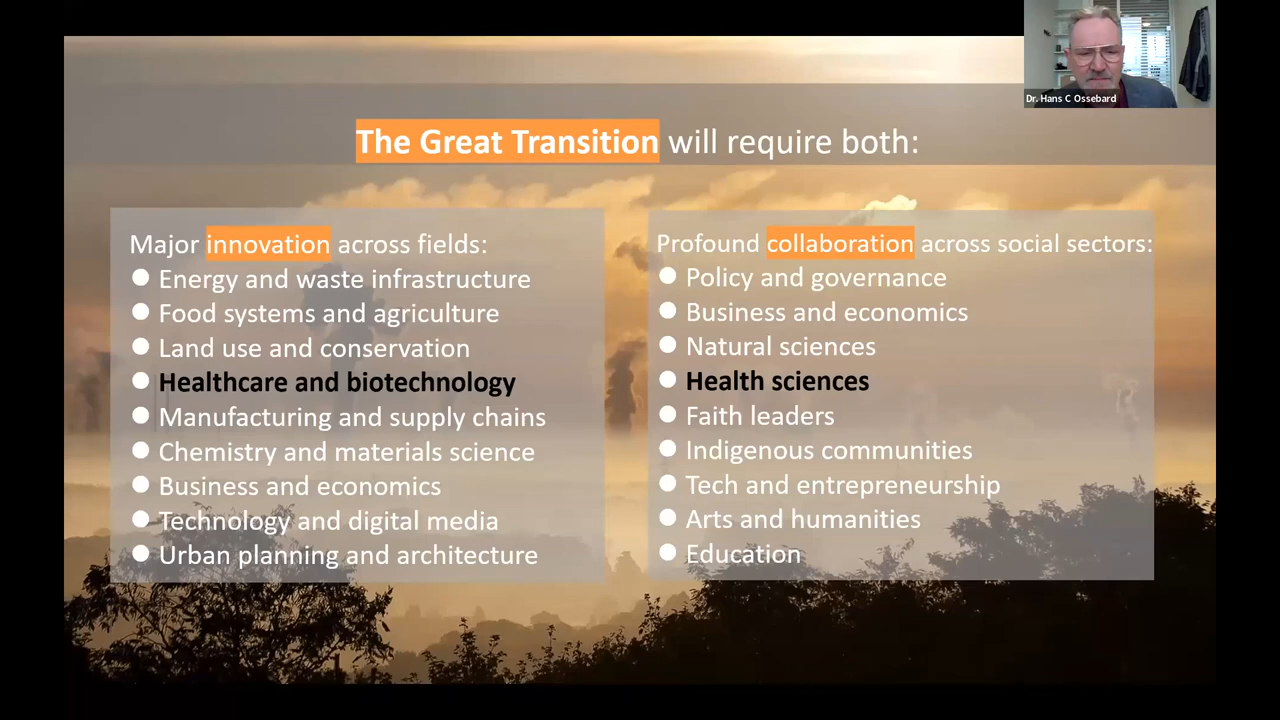 Dr. Hans C Ossebard
The Great Transition will require both:
Major innovation across fields:
● Energy and waste infrastructure
● Food systems and agriculture
● Land use and conservation
● Healthcare and biotechnology
● Manufacturing and supply chains
● Chemistry and materials science
● Business and economics
● Technology and digital media
● Urban planning and architecture
Profound collaboration across social sectors:
● Policy and governance
● Business and economics
● Natural sciences
● Health sciences
● Faith leaders
● Indigenous communities
● Tech and entrepreneurship
● Arts and humanities
● Education